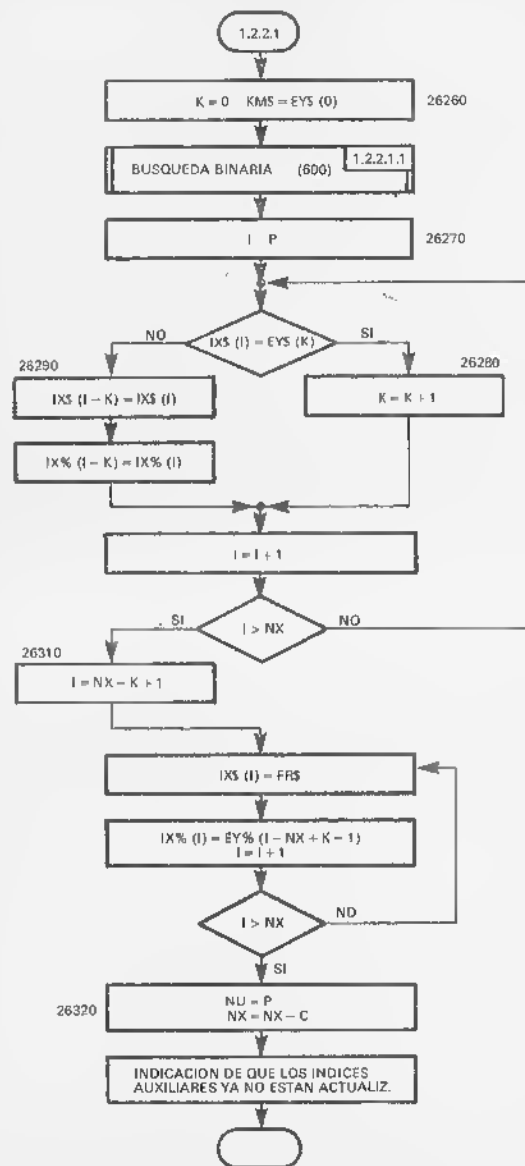 1.2.2.1
K = 0 KM$ = EY$ (0)
26260
1.2.2.1.1
BUSQUEDA BINARIA (600)
I P
26270
IX$ (I) = EY$ (K)
NO
SI
26290
26280
IX$ (I – K) = IX$ (I)
K = K + 1
IX% (I – K) = IX% (I)
I = I + 1
SI
I > NX
NO
26310
I = NX – K + 1
IX$ (I) = FR$
IX% (I) = EY% (I – NX + K – 1)
I = I + 1
I > NX
NO
SI
26320
NU = P
NX = NX – C
INDICACION DE QUE LOS INDICES
AUXILIARES YA NO ESTAN ACTUALIZ.